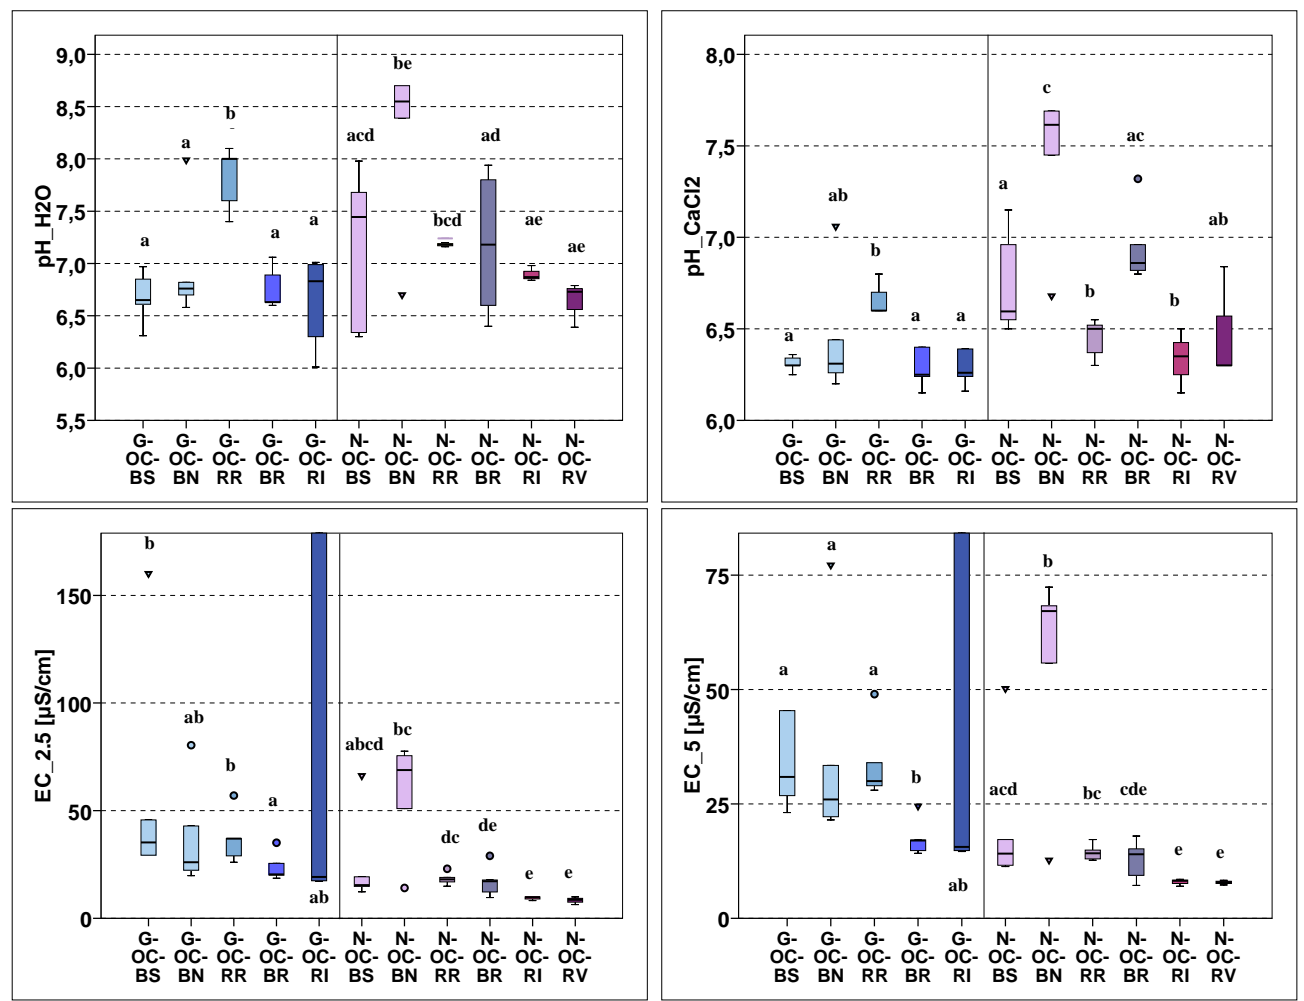 9,0
8,5
8,0
7,5
7,0
6,5
6,0
5,5
pH_H2O
a
a
b
a
a
acd
be
bcd
ad
ae
ae
G- G- G- G- G- N- N- N- N- N- N-
OC- OC- OC- OC- OC- OC- OC- OC- OC- OC- OC-
BS BN RR BR RI BS BN RR BR RI RV
8,0
7,5
7,0
6,5
6,0
pH_CaCl2
a
ab
b
a
a
a
c
b
ac
b
ab
G- G- G- G- G- N- N- N- N- N- N-
OC- OC- OC- OC- OC- OC- OC- OC- OC- OC- OC-
BS BN RR BR RI BS BN RR BR RI RV
150
100
50
0
EC_2.5 [µS/cm]
b
ab
b
a
ab
abcd
bc
dc
de
e
e
G- G- G- G- G- N- N- N- N- N- N-
OC- OC- OC- OC- OC- OC- OC- OC- OC- OC- OC-
BS BN RR BR RI BS BN RR BR RI RV
75
50
25
0
EC_5 [µS/cm]
a
a
a
b
ab
acd
b
bc
cde
e
e
G- G- G- G- G- N- N- N- N- N- N-
OC- OC- OC- OC- OC- OC- OC- OC- OC- OC- OC-
BS BN RR BR RI BS BN RR BR RI RV